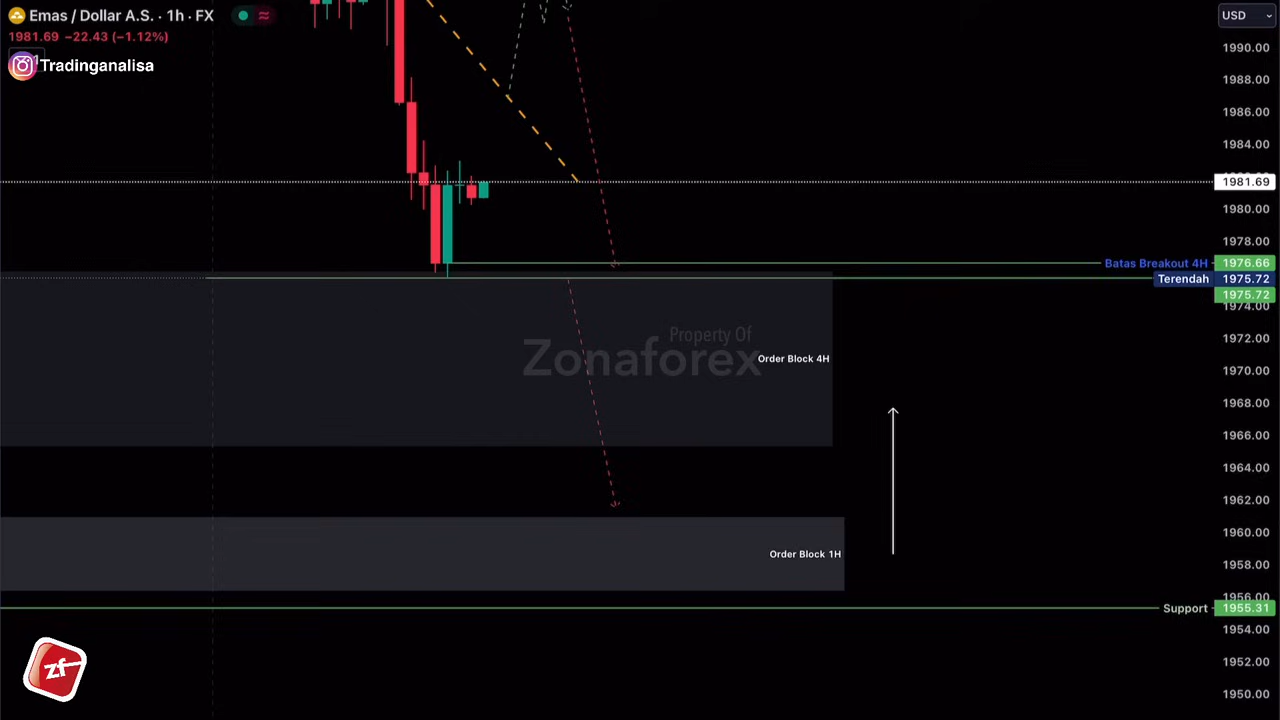 Emas / Dollar A.S. · 1h · FX
USD
1981.69 −22.43 (−1.12%)
Tradinganalisa
1990.00
1988.00
1986.00
1984.00
1981.69
1980.00
1978.00
Batas Breakout 4H
1976.66
Terendah
1975.72
1975.72
1974.00
Property Of
Zonaforex
Order Block 4H
1972.00
1970.00
1968.00
1966.00
1964.00
1962.00
1960.00
Order Block 1H
1958.00
1956.00
Support
1955.31
1954.00
1952.00
1950.00
zf